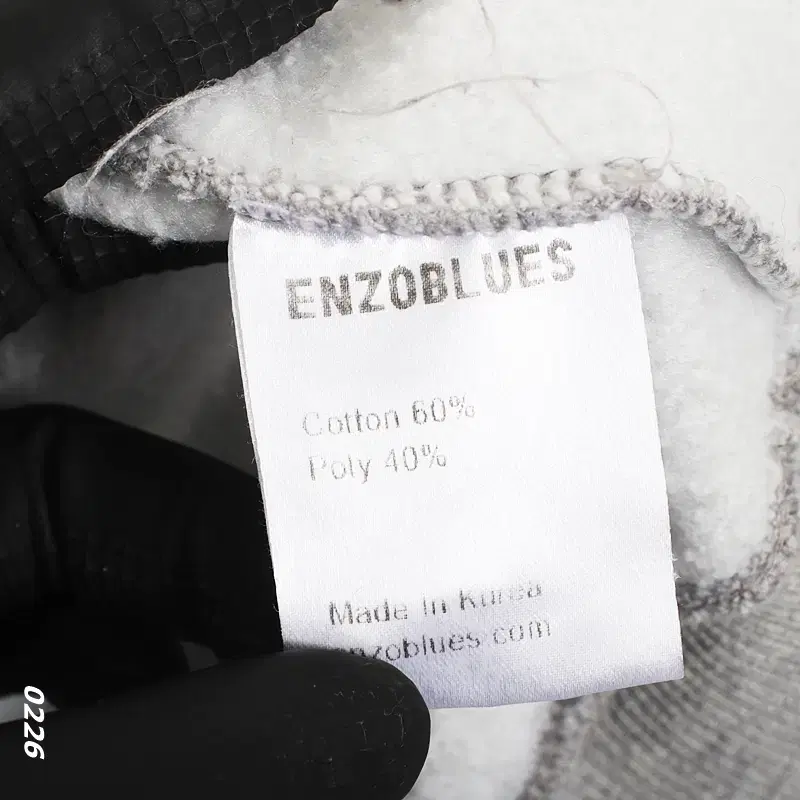 ENZOBLUES
Cotton 60%
Poly 40%
Made In Korea
enzoblues com
0226